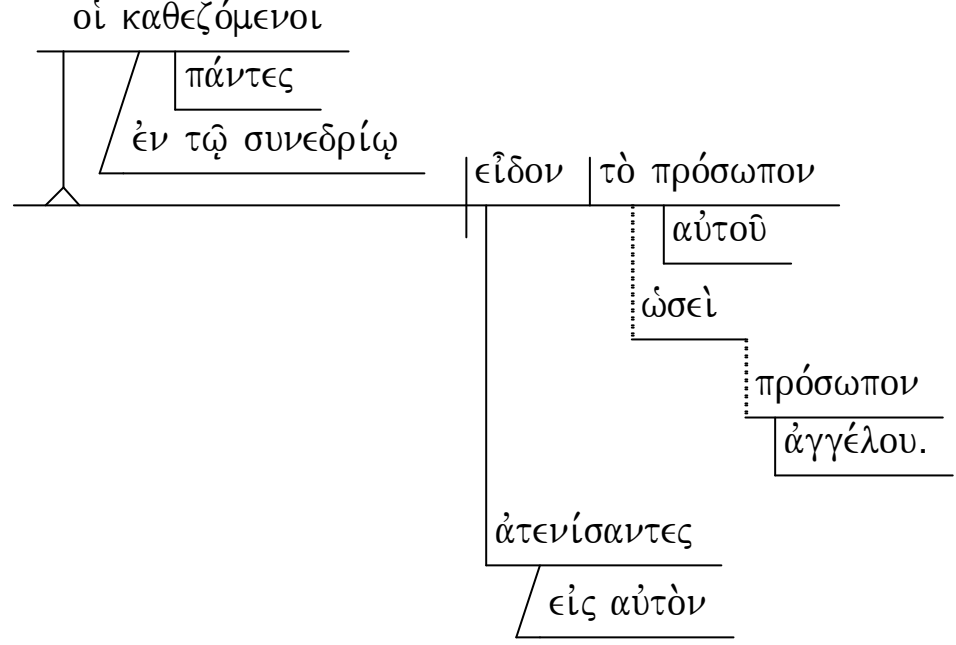 οἱ καθεζόμενοι
πάντες
ἐν τῷ συνεδρίῳ
εἶδον τὸ πρόσωπον
αὐτοῦ
ὡσεὶ
πρόσωπον
ἀγγέλου.
ἀτενίσαντες
εἰς αὐτὸν